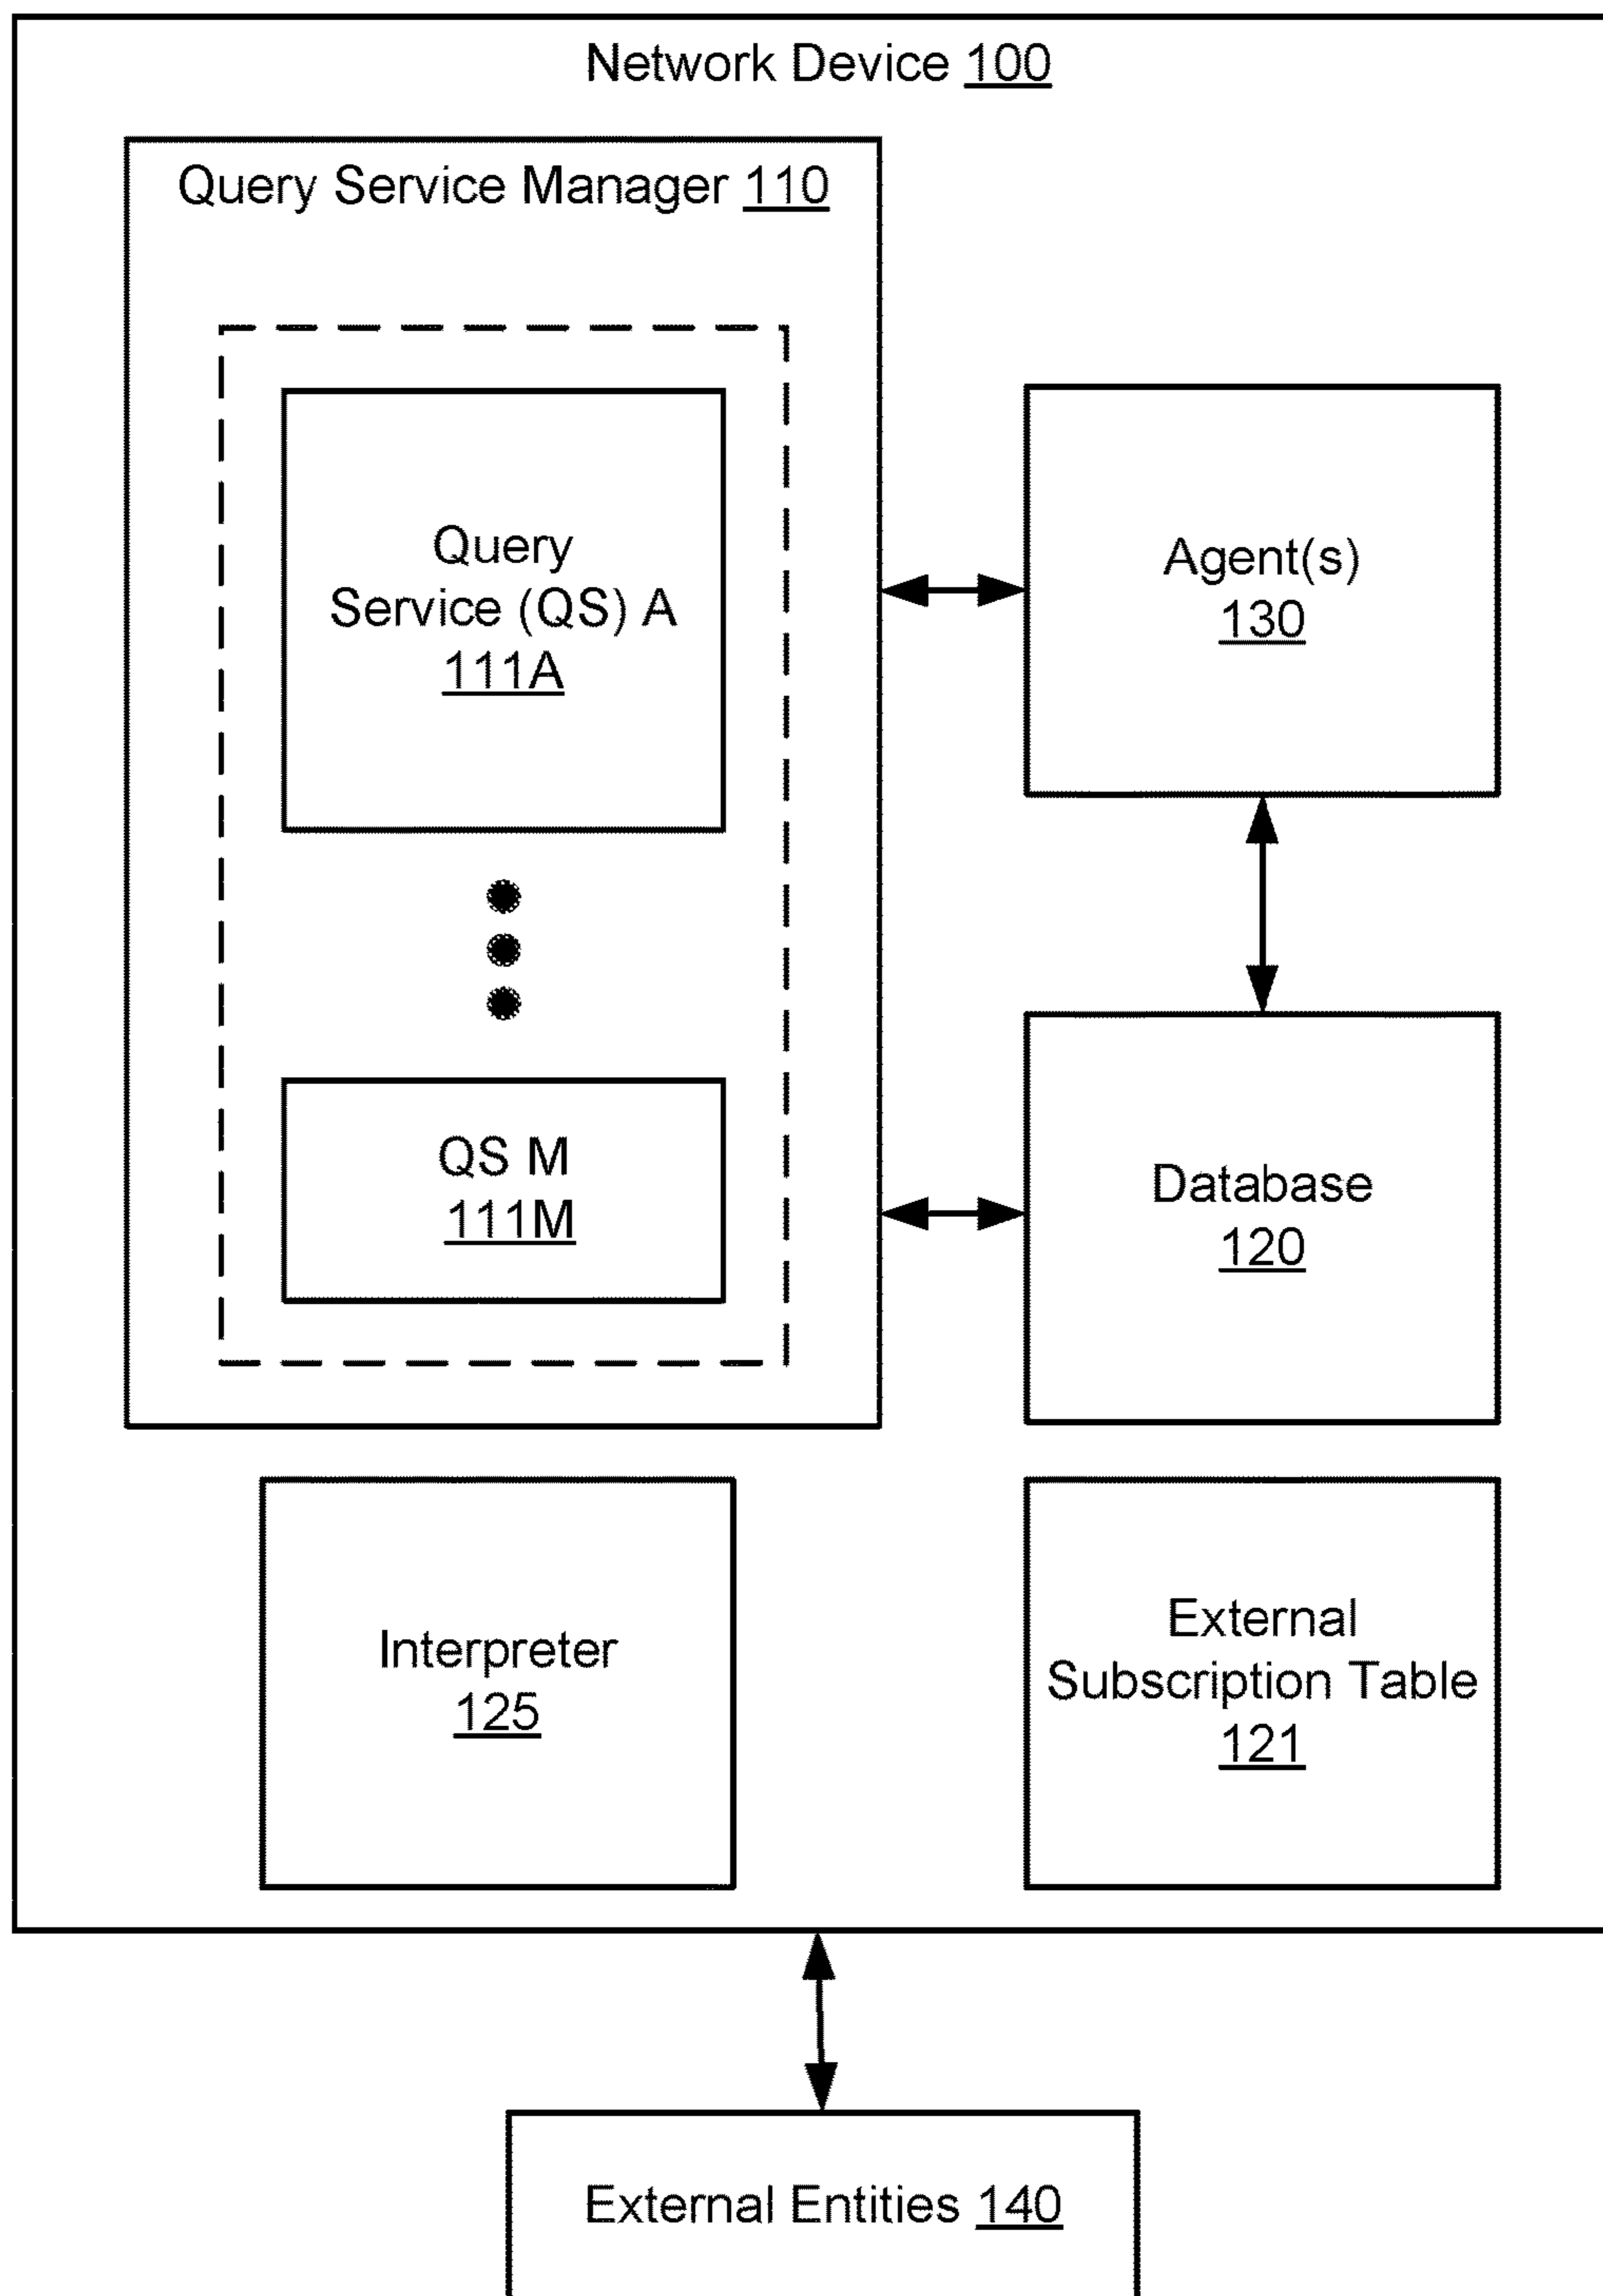 Network Device 100
Query Service Manager 110
Query
Service (QS) A
111A
QS M
111M
Agent(s)
130
Database
120
Interpreter
125
External
Subscription Table
121
External Entities 140